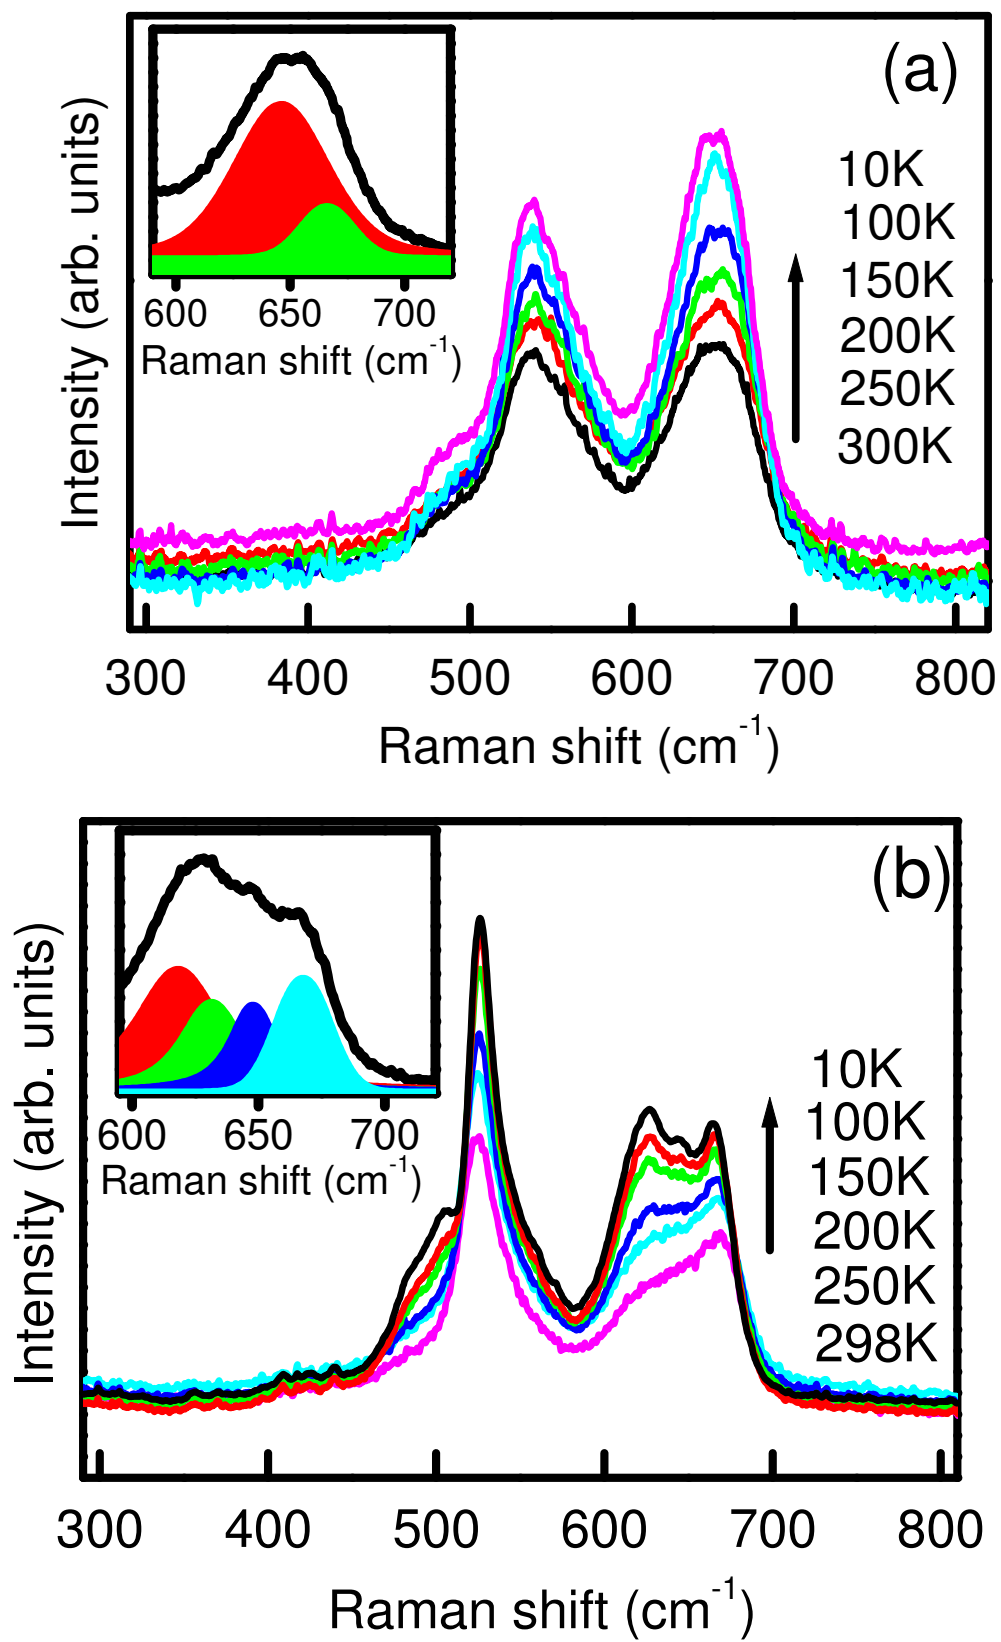 (a)
600 650 700
Raman shift (cm-1)
Intensity (arb. units)
10K
100K
150K
200K
250K
300K
300 400 500 600 700 800
Raman shift (cm-1)
(b)
600 650 700
Raman shift (cm-1)
Intensity (arb. units)
10K
100K
150K
200K
250K
298K
300 400 500 600 700 800
Raman shift (cm-1)